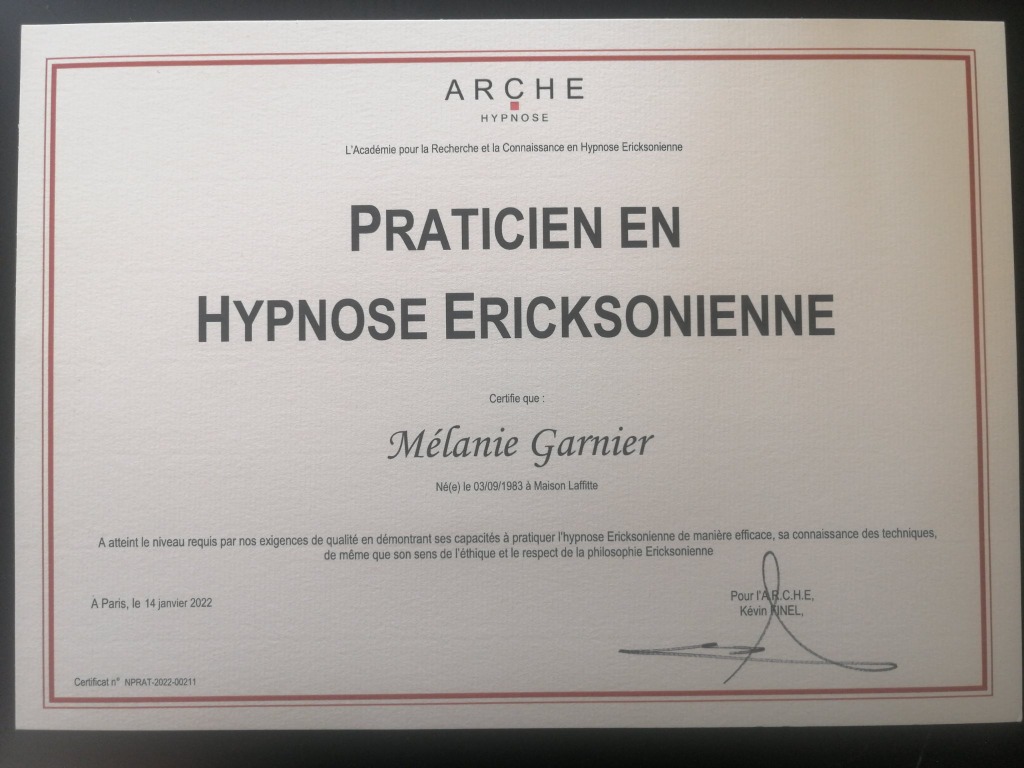 ARCHE
HYPNOSE
L'Académie pour la Recherche et la Connaissance en Hypnose Ericksonienne
PRATICIEN EN
HYPNOSE ERICKSONIENNE
Certifie que :
Mélanie Garnier
Né(e) le 03/09/1983 à Maison Laffitte
A atteint le niveau requis par nos exigences de qualité en démontrant ses capacités à pratiquer l'hypnose Ericksonienne de manière efficace, sa connaissance des techniques,
de même que son sens de l'éthique et le respect de la philosophie Ericksonienne
À Paris, le 14 janvier 2022
Pour l'A.R.C.H.E,
Kévin FINEL,
Certificat n° NPRAT-2022-00211